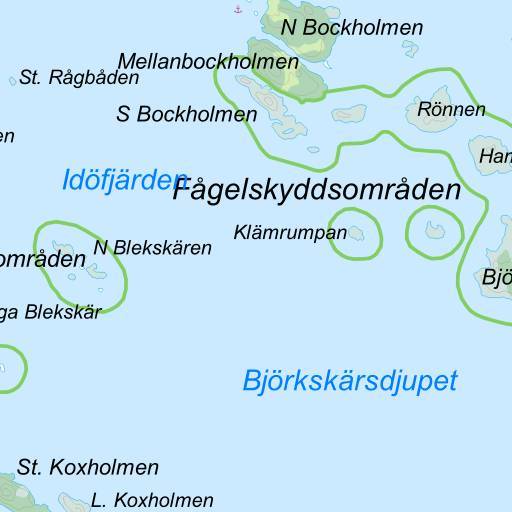 N Bockholmen
Mellanbockholmen
St. Rågbåden
S Bockholmen
Rönnen
en
Ham
Idöfjärden
Fågelskyddsområden
Klämrumpan
N Blekskären
områden
Bjö
ga Blekskär
Björkskärsdjupet
St. Koxholmen
L. Koxholmen